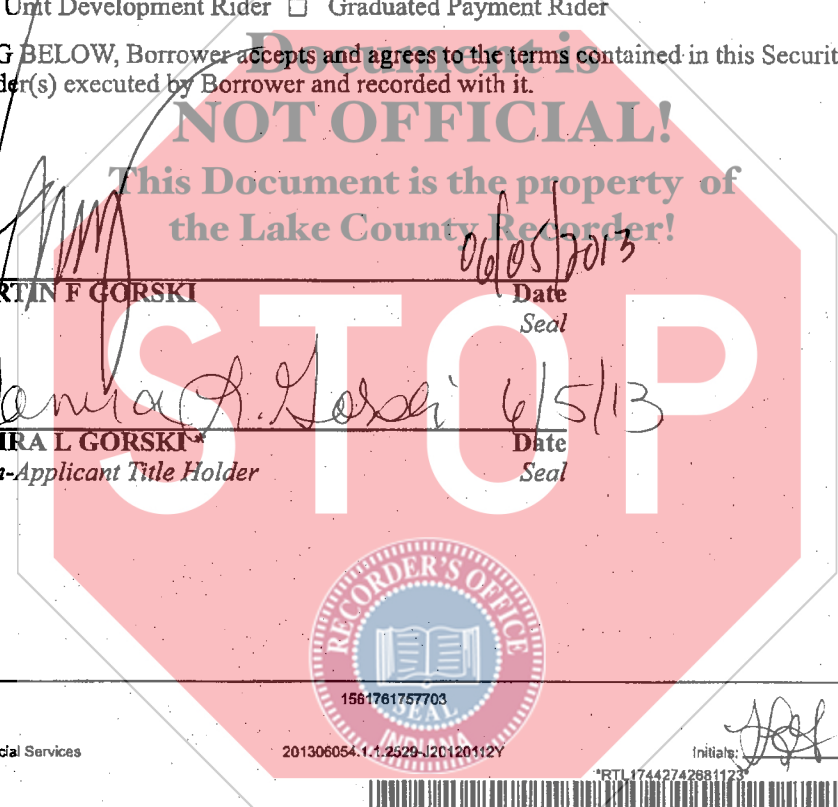 Unit Development Rider ☐ Graduated Payment Rider
G BELOW, Borrower accepts and agrees to the terms contained in this Securit
der(s) executed by Borrower and recorded with it.
Document is
NOT OFFICIAL!
This Document is the property of
the Lake County Recorder!
06/05/2013
RTIN F GORSKI Date
Seal
STOP
L. Gorski 6/5/13
IRA L GORSKI * Date
-Applicant Title Holder Seal
RECORDER'S OFFICE
SEAL
INDIANA
1561761757703
cial Services 201306054.1.1.2529-J20120112Y Initials:
*RTL17442742681123*